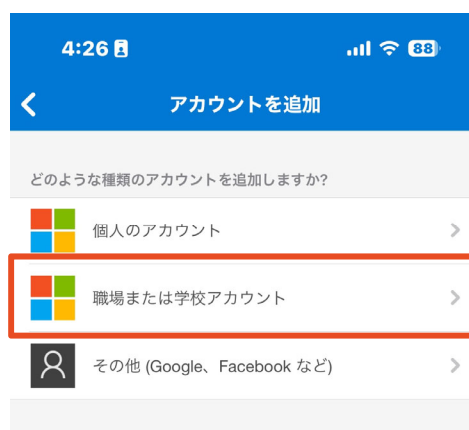 4:26
88
アカウントを追加
どのような種類のアカウントを追加しますか?
個人のアカウント
職場または学校アカウント
その他 (Google、Facebook など)